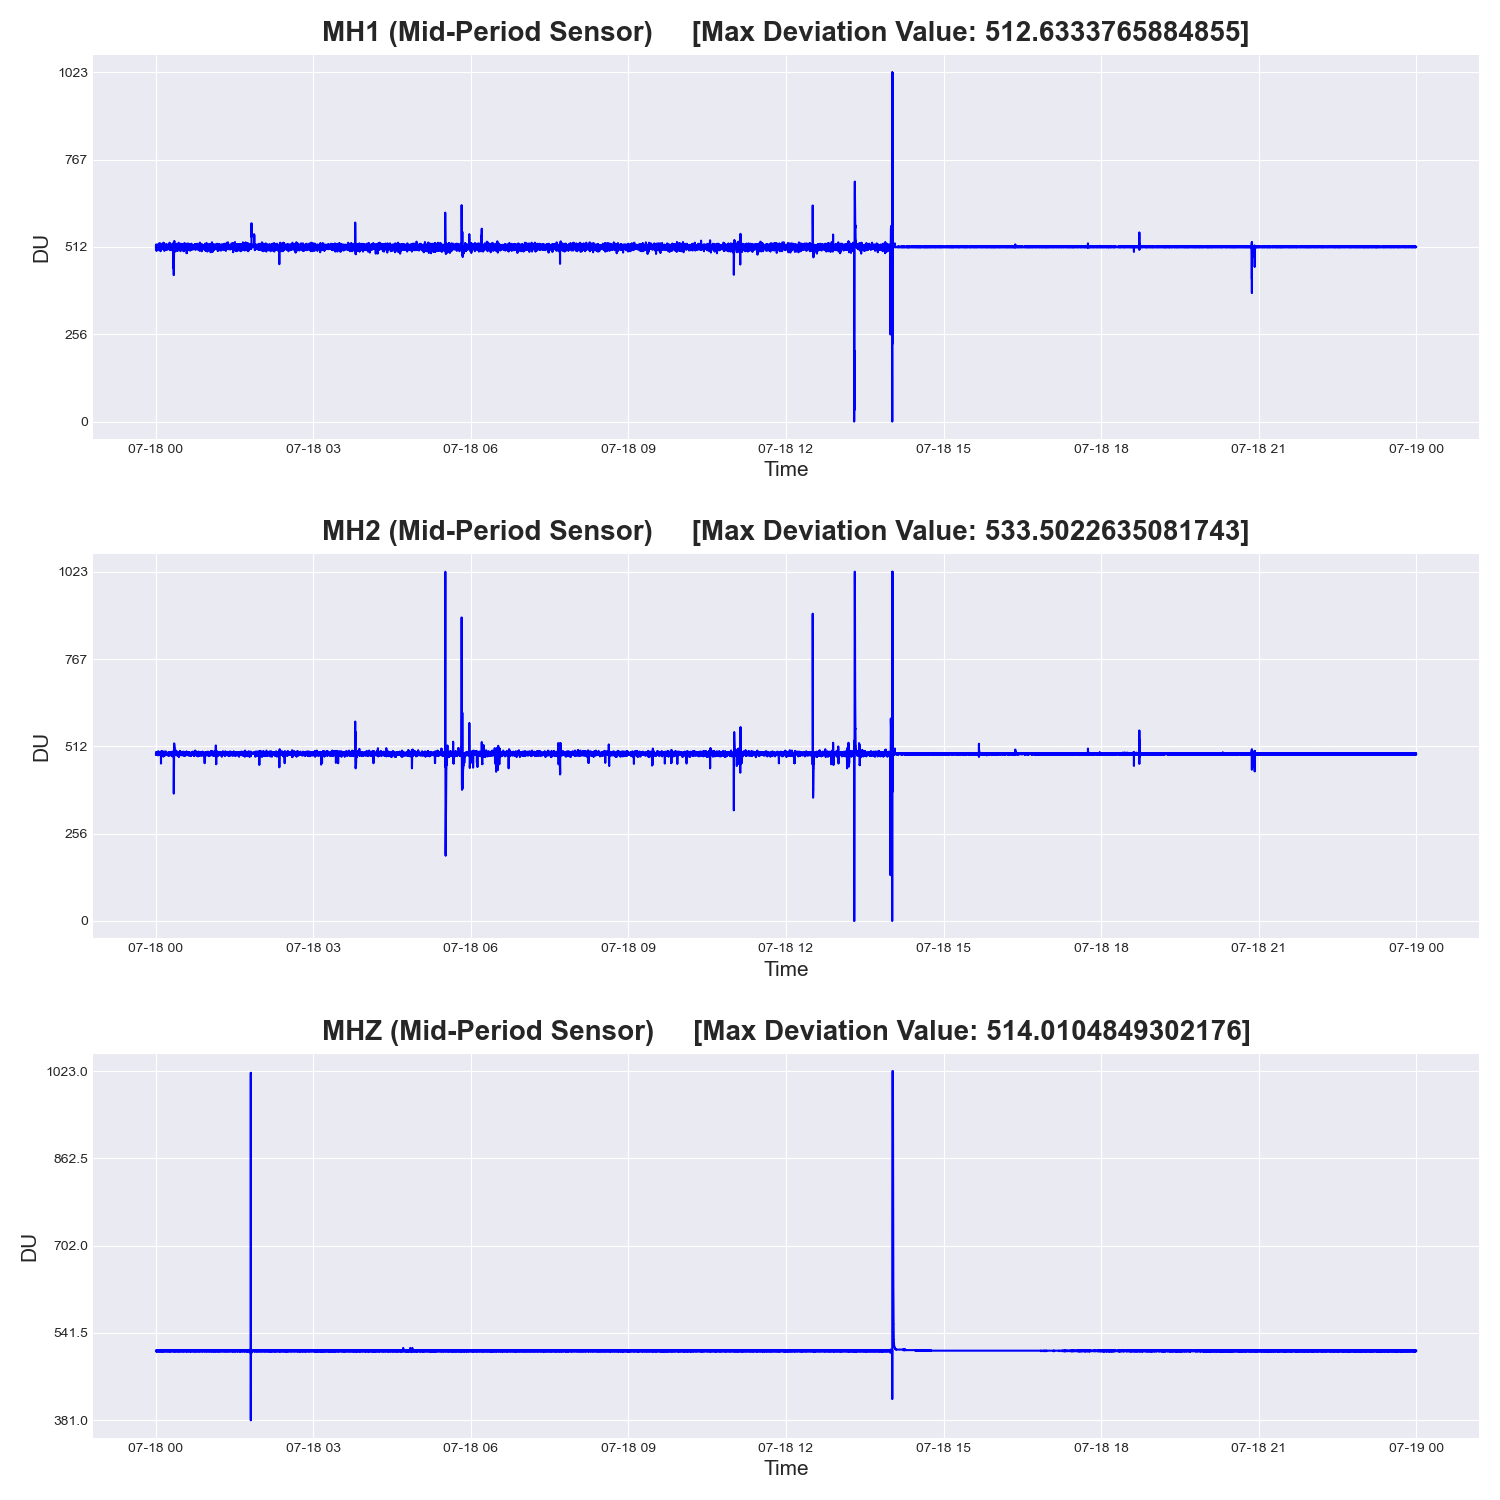 MH1 (Mid-Period Sensor) [Max Deviation Value: 512.6333765884855]
1023
767
512
256
0
DU
07-18 00 07-18 03 07-18 06 07-18 09 07-18 12 07-18 15 07-18 18 07-18 21 07-19 00
Time
MH2 (Mid-Period Sensor) [Max Deviation Value: 533.5022635081743]
1023
767
512
256
0
DU
07-18 00 07-18 03 07-18 06 07-18 09 07-18 12 07-18 15 07-18 18 07-18 21 07-19 00
Time
MHZ (Mid-Period Sensor) [Max Deviation Value: 514.0104849302176]
1023.0
862.5
702.0
541.5
381.0
DU
07-18 00 07-18 03 07-18 06 07-18 09 07-18 12 07-18 15 07-18 18 07-18 21 07-19 00
Time